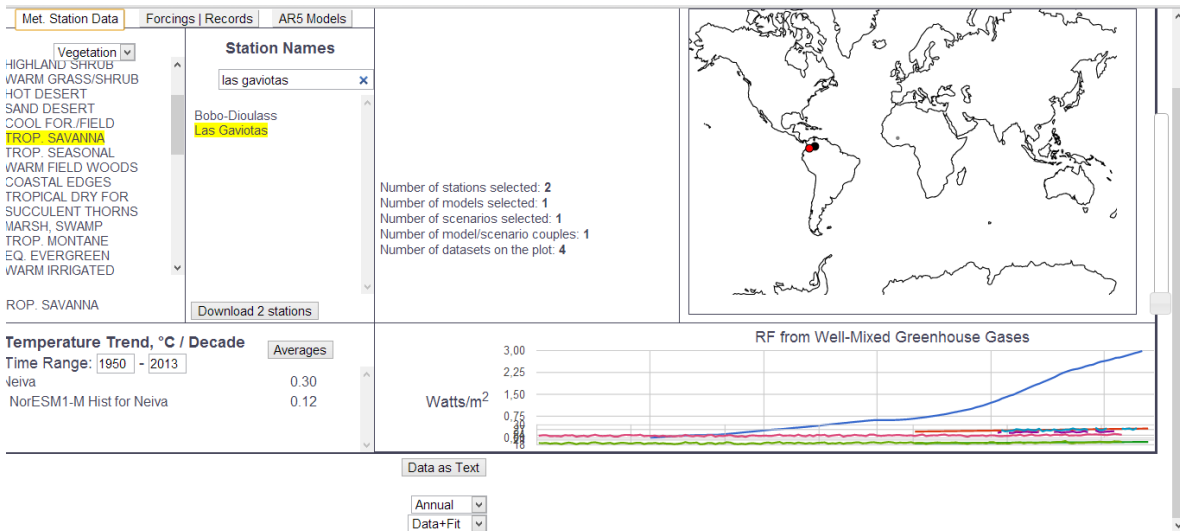 Met. Station Data
Forcings | Records
AR5 Models
Vegetation
HIGHLAND SHRUB
WARM GRASS/SHRUB
HOT DESERT
SAND DESERT
COOL FOR./FIELD
TROP. SAVANNA
TROP. SEASONAL
WARM FIELD WOODS
COASTAL EDGES
TROPICAL DRY FOR
SUCCULENT THORNS
MARSH, SWAMP
TROP. MONTANE
EQ. EVERGREEN
WARM IRRIGATED
ROP. SAVANNA
Station Names
las gaviotas
Bobo-Dioulass
Las Gaviotas
Download 2 stations
Number of stations selected: 2
Number of models selected: 1
Number of scenarios selected: 1
Number of model/scenario couples: 1
Number of datasets on the plot: 4
Temperature Trend, °C / Decade
Time Range: 1950 - 2013
Averages
Neiva 0.30
NorESM1-M Hist for Neiva 0.12
RF from Well-Mixed Greenhouse Gases
Watts/m2
3,00
2,25
1,50
0,75
Data as Text
Annual
Data+Fit